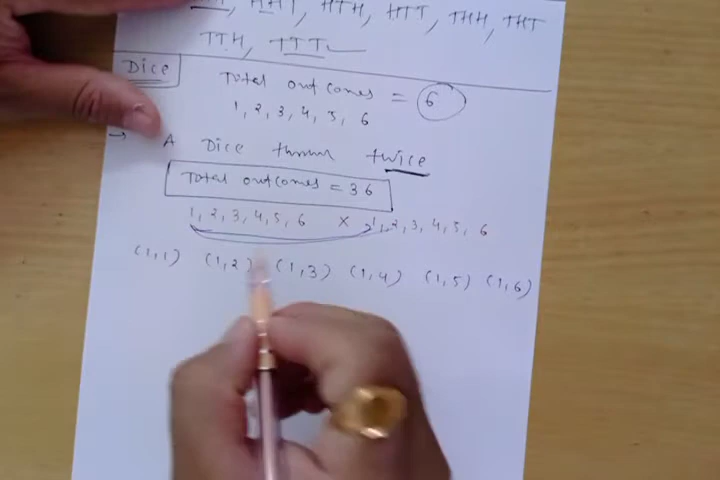 HHT, HTH, HTT, THH, THT
TTH, TTT
Dice
Total outcomes = 6
1, 2, 3, 4, 5, 6
→ A Dice thrown twice
Total outcomes = 36
1, 2, 3, 4, 5, 6 × 1, 2, 3, 4, 5, 6
(1,1) (1,2) (1,3) (1,4) (1,5) (1,6)